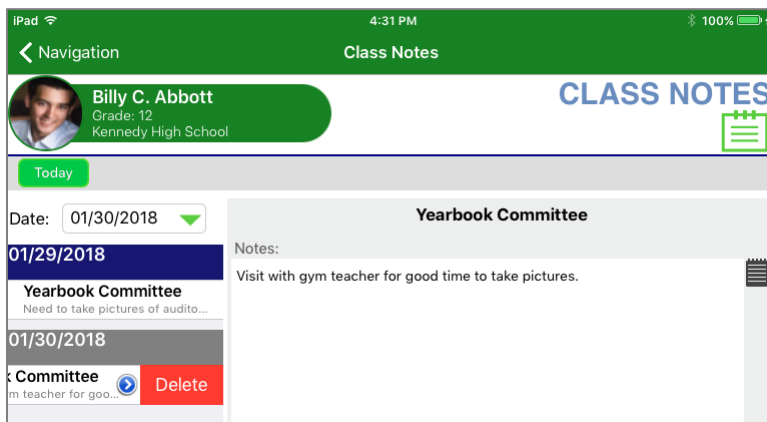 iPad 4:31 PM 100%
Navigation Class Notes
Billy C. Abbott
Grade: 12
Kennedy High School
CLASS NOTES
Today
Date: 01/30/2018
01/29/2018
Yearbook Committee
Need to take pictures of audito...
01/30/2018
Committee
m teacher for goo...
Delete
Yearbook Committee
Notes:
Visit with gym teacher for good time to take pictures.